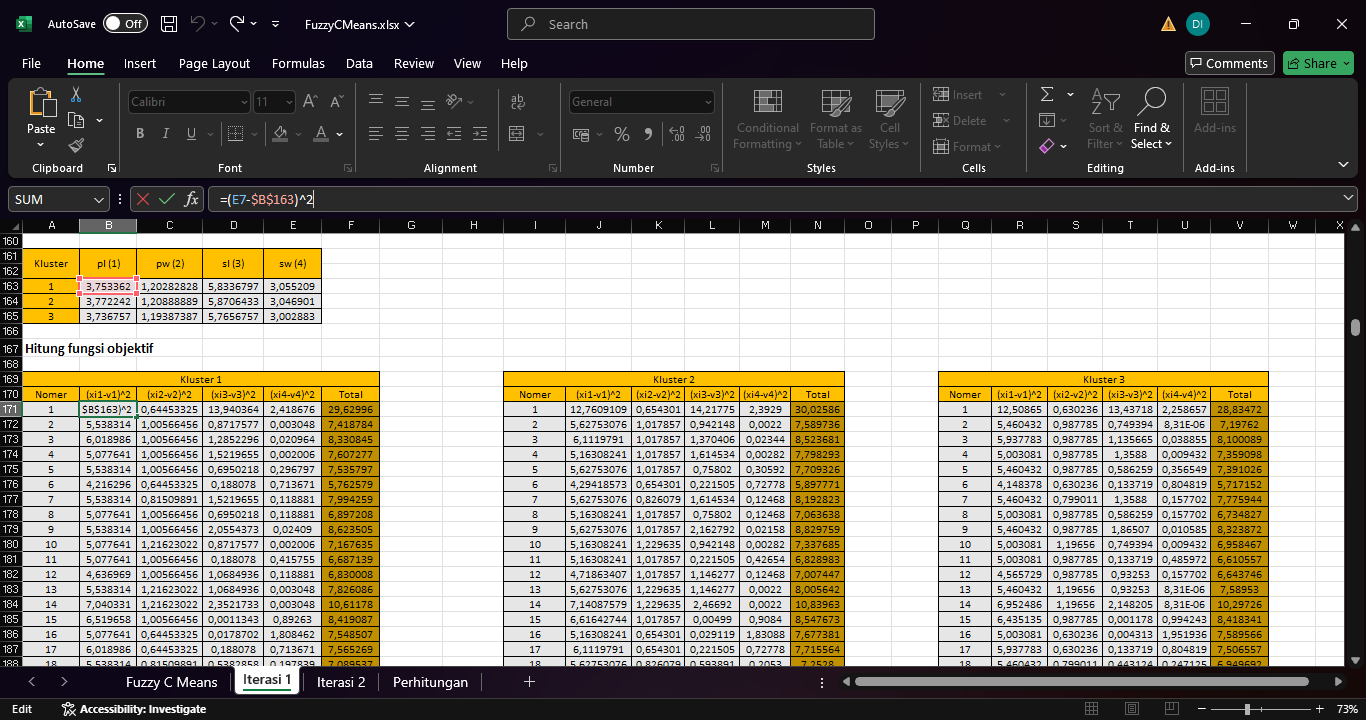 AutoSave Off FuzzyCMeans.xlsx Search DI
File Home Insert Page Layout Formulas Data Review View Help Comments Share
Paste Calibri 11 B I U A General Conditional Formatting Format as Table Cell Styles Insert Delete Format Sort & Filter Find & Select Add-ins
Clipboard Font Alignment Number Styles Cells Editing Add-ins
SUM fx =(E7-$B$163)^2
A B C D E F G H I J K L M N O P Q R S T U V W X
160
161
162 Kluster pl (1) pw (2) sl (3) sw (4)
163 1 3,753362 1,20282828 5,8336797 3,055209
164 2 3,772242 1,20888889 5,8706433 3,046901
165 3 3,736757 1,19387387 5,7656757 3,002883
166
167 Hitung fungsi objektif
168
169 Kluster 1 Kluster 2 Kluster 3
170 Nomer (xi1-v1)^2 (xi2-v2)^2 (xi3-v3)^2 (xi4-v4)^2 Total Nomer (xi1-v1)^2 (xi2-v2)^2 (xi3-v3)^2 (xi4-v4)^2 Total Nomer (xi1-v1)^2 (xi2-v2)^2 (xi3-v3)^2 (xi4-v4)^2 Total
171 1 $B$163)^2 0,64453325 13,940364 2,418676 29,62996 1 12,7609109 0,654301 14,21775 2,3929 30,02586 1 12,50865 0,630236 13,43718 2,258657 28,83472
172 2 5,538314 1,00566456 0,8717577 0,003048 7,418784 2 5,62753076 1,017857 0,942148 0,0022 7,589736 2 5,460432 0,987785 0,749394 8,31E-06 7,19762
173 3 6,018986 1,00566456 1,2852296 0,020964 8,330845 3 6,1119791 1,017857 1,370406 0,02344 8,523681 3 5,937783 0,987785 1,135665 0,038855 8,100089
174 4 5,077641 1,00566456 1,5219655 0,002006 7,607277 4 5,16308241 1,017857 1,614534 0,00282 7,798293 4 5,003081 0,987785 1,3588 0,009432 7,359098
175 5 5,538314 1,00566456 0,6950218 0,296797 7,535797 5 5,62753076 1,017857 0,75802 0,30592 7,709326 5 5,460432 0,987785 0,586259 0,356549 7,391026
176 6 4,216296 0,64453325 0,188078 0,713671 5,762579 6 4,29418573 0,654301 0,221505 0,72778 5,897771 6 4,148378 0,630236 0,133719 0,804819 5,717152
177 7 5,538314 0,81509891 1,5219655 0,118881 7,994259 7 5,62753076 0,826079 1,614534 0,12468 8,192823 7 5,460432 0,799011 1,3588 0,157702 7,775944
178 8 5,077641 1,00566456 0,6950218 0,118881 6,897208 8 5,16308241 1,017857 0,75802 0,12468 7,063638 8 5,003081 0,987785 0,586259 0,157702 6,734827
179 9 5,538314 1,00566456 2,0554373 0,02409 8,623505 9 5,62753076 1,017857 2,162792 0,02158 8,829759 9 5,460432 0,987785 1,86507 0,010585 8,323872
180 10 5,077641 1,21623022 0,8717577 0,002006 7,167635 10 5,16308241 1,229635 0,942148 0,00282 7,337685 10 5,003081 1,19656 0,749394 0,009432 6,958467
181 11 5,077641 1,00566456 0,188078 0,415755 6,687139 11 5,16308241 1,017857 0,221505 0,42654 6,828983 11 5,003081 0,987785 0,133719 0,485972 6,610557
182 12 4,636969 1,00566456 1,0684936 0,118881 6,830008 12 4,71863407 1,017857 1,146277 0,12468 7,007447 12 4,565729 0,987785 0,93253 0,157702 6,643746
183 13 5,538314 1,21623022 1,0684936 0,003048 7,826086 13 5,62753076 1,229635 1,146277 0,0022 8,005642 13 5,460432 1,19656 0,93253 8,31E-06 7,58953
184 14 7,040331 1,21623022 2,3521733 0,003048 10,61178 14 7,14087579 1,229635 2,46692 0,0022 10,83963 14 6,952486 1,19656 2,148205 8,31E-06 10,29726
185 15 6,519658 1,00566456 0,0011343 0,89263 8,419087 15 6,61642744 1,017857 0,00499 0,9084 8,547673 15 6,435135 0,987785 0,001178 0,994243 8,418341
186 16 5,077641 0,64453325 0,0178702 1,808462 7,548507 16 5,16308241 0,654301 0,029119 1,83088 7,677381 16 5,003081 0,630236 0,004313 1,951936 7,589566
187 17 6,018986 0,64453325 0,188078 0,713671 7,565269 17 6,1119791 0,654301 0,221505 0,72778 7,715564 17 5,937783 0,630236 0,133719 0,804819 7,506557
188 18 5,538314 0,81509891 0,5382858 0,197839 7,089537 18 5,62753076 0,826079 0,593891 0,2053 7,2528 18 5,460432 0,799011 0,443124 0,247125 6,949692
Fuzzy C Means Iterasi 1 Iterasi 2 Perhitungan
Edit Accessibility: Investigate 73%